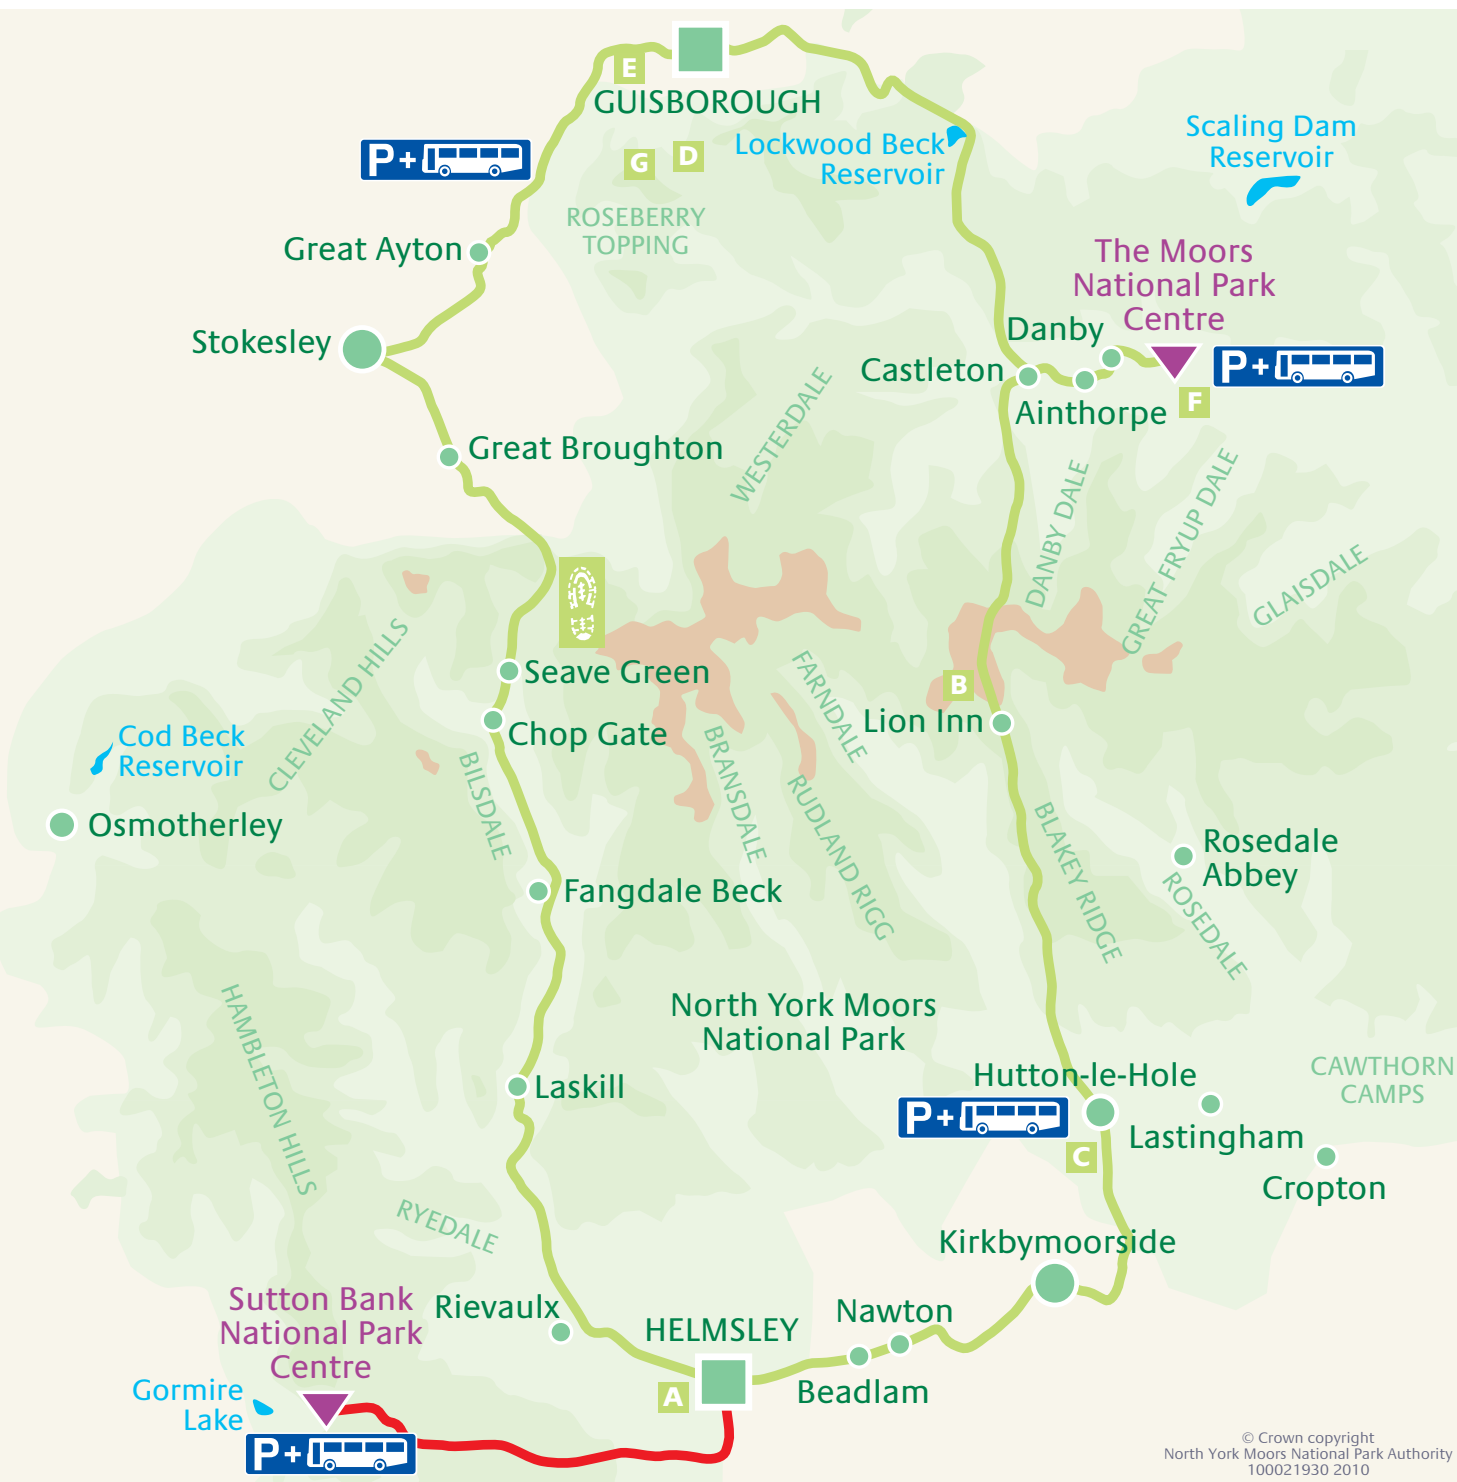 E
GUISBOROUGH
P+
G
D
Lockwood Beck
Reservoir
Scaling Dam
Reservoir
ROSEBERRY
TOPPING
Great Ayton
The Moors
National Park
Centre
Stokesley
Danby
P+
Castleton
Ainthorpe
F
WESTERDALE
Great Broughton
DANBY DALE
GREAT FRYUP DALE
GLAISDALE
CLEVELAND HILLS
Seave Green
FARNDALE
B
Lion Inn
Chop Gate
Cod Beck
Reservoir
BILSDALE
BRANSDALE
RUDLAND RIGG
Osmotherley
BLAKEY RIDGE
Rosedale
Abbey
ROSEDALE
Fangdale Beck
HAMBLETON HILLS
North York Moors
National Park
Laskill
Hutton-le-Hole
CAWTHORN
CAMPS
P+
Lastingham
C
Cropton
RYEDALE
Kirkbymoorside
Sutton Bank
National Park
Centre
Rievaulx
HELMSLEY
Nawton
Gormire
Lake
A
Beadlam
P+
© Crown copyright
North York Moors National Park Authority
100021930 2010